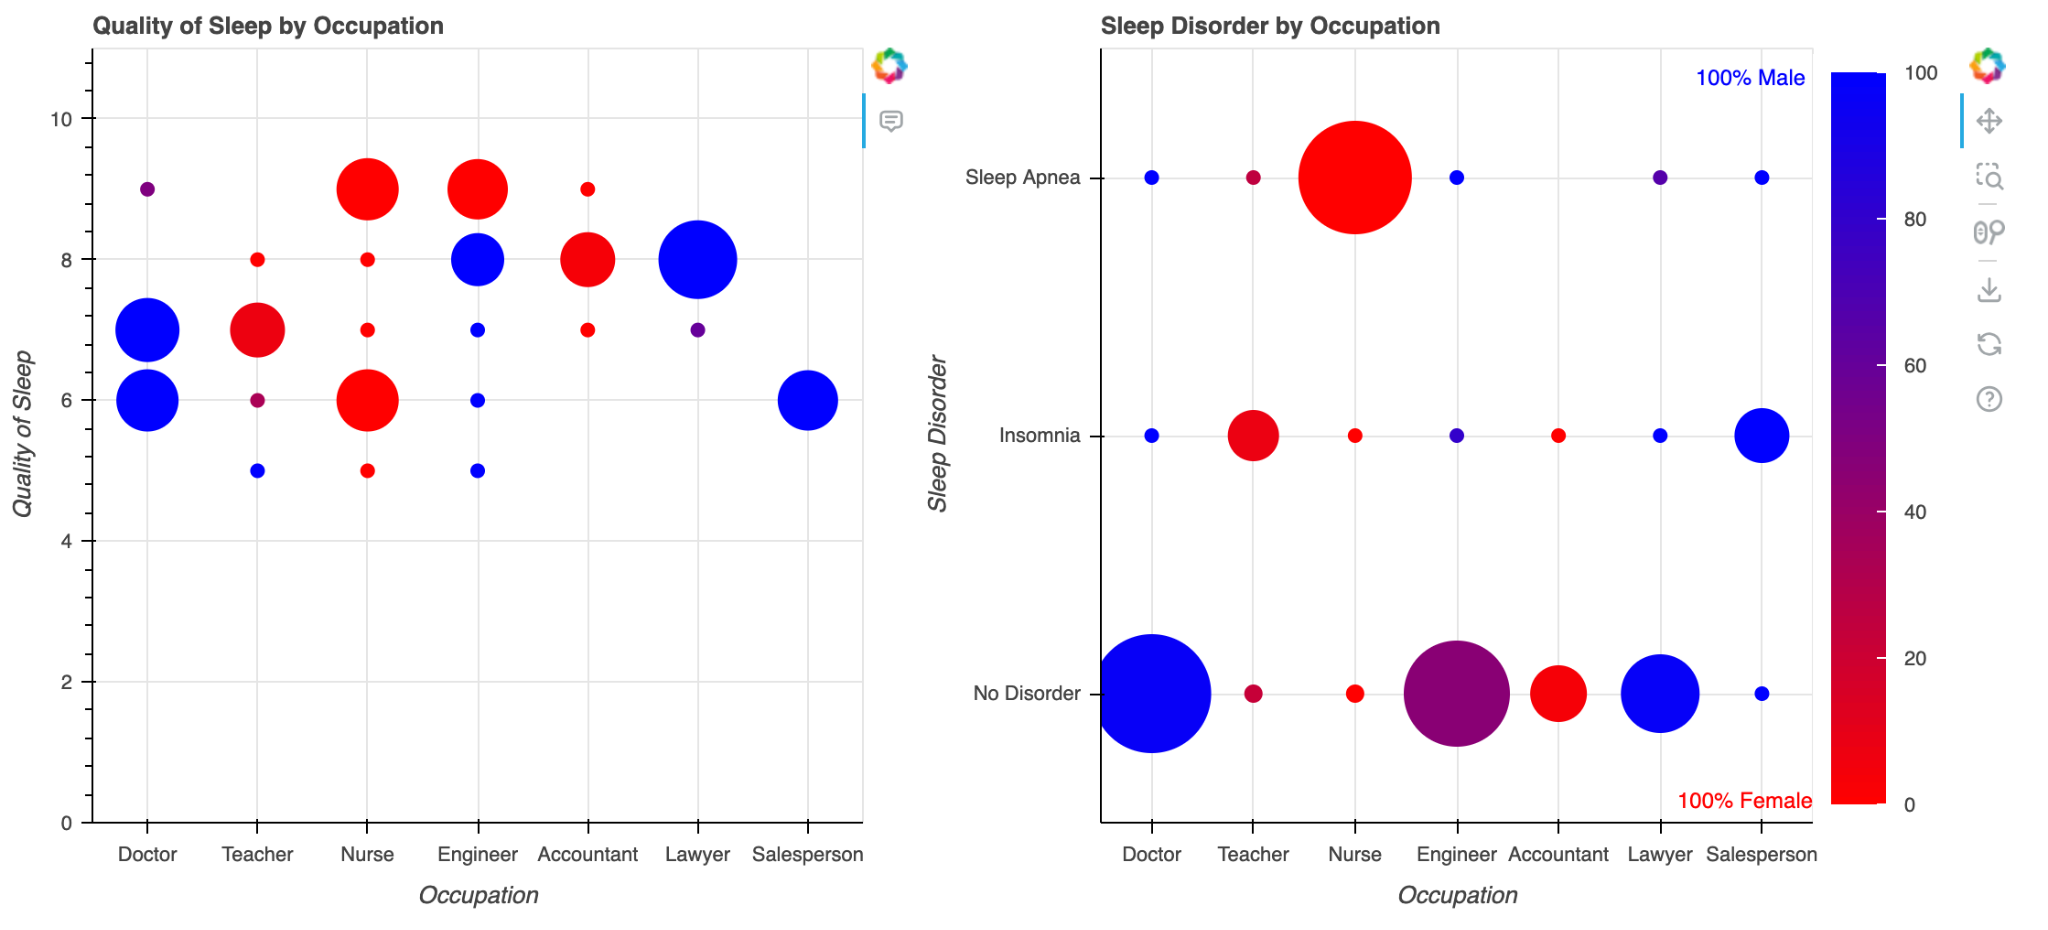 Quality of Sleep by Occupation
10
8
6
4
2
0
Quality of Sleep
Doctor Teacher Nurse Engineer Accountant Lawyer Salesperson
Occupation
Sleep Disorder by Occupation
100% Male
Sleep Apnea
Insomnia
No Disorder
Sleep Disorder
100% Female
Doctor Teacher Nurse Engineer Accountant Lawyer Salesperson
Occupation
100
80
60
40
20
0